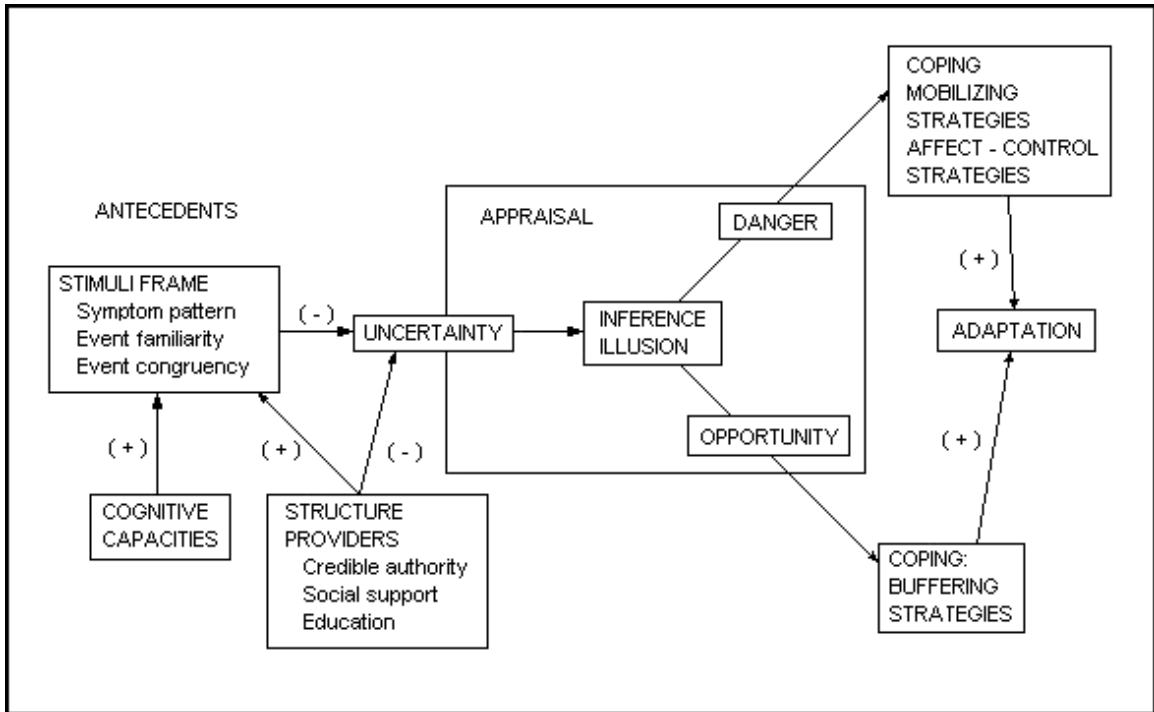 ANTECEDENTS
STIMULI FRAME
Symptom pattern
Event familiarity
Event congruency
( - )
( + )
COGNITIVE
CAPACITIES
( + )
( - )
STRUCTURE
PROVIDERS
Credible authority
Social support
Education
UNCERTAINTY
APPRAISAL
INFERENCE
ILLUSION
DANGER
OPPORTUNITY
COPING
MOBILIZING
STRATEGIES
AFFECT - CONTROL
STRATEGIES
( + )
ADAPTATION
( + )
COPING:
BUFFERING
STRATEGIES